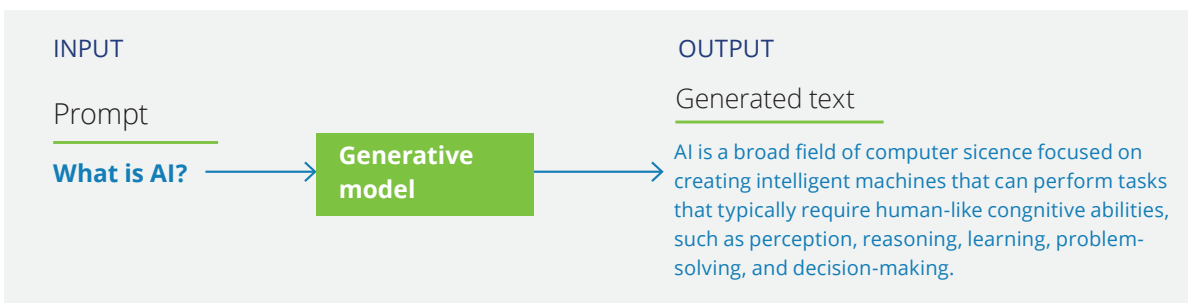 INPUT
Prompt
What is AI?
Generative
model
OUTPUT
Generated text
AI is a broad field of computer sicence focused on
creating intelligent machines that can perform tasks
that typically require human-like congnitive abilities,
such as perception, reasoning, learning, problem-
solving, and decision-making.